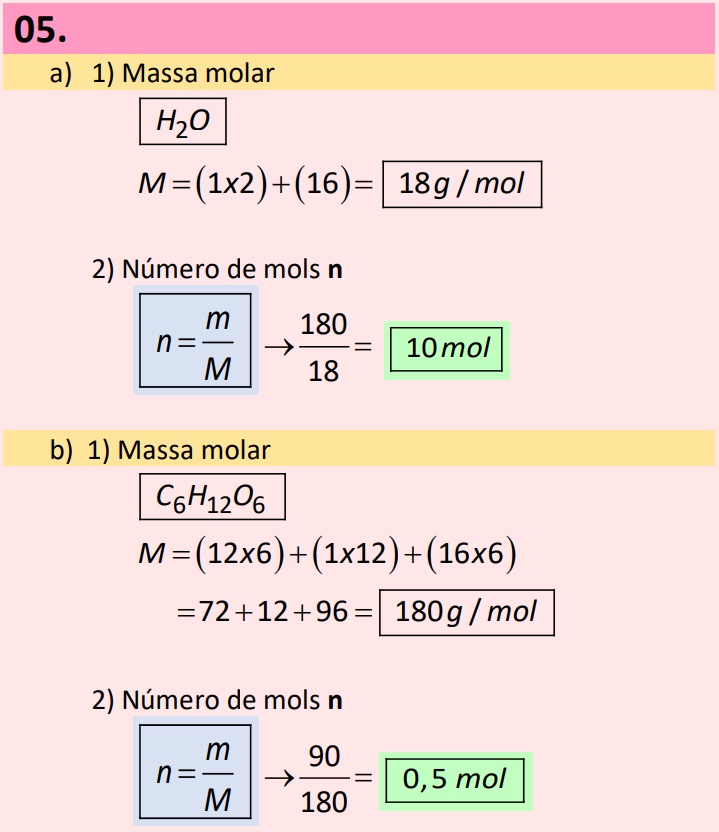 05.
a) 1) Massa molar
H₂O
M = (1x2) + (16) = 18 g / mol
2) Número de mols n
n = m/M → 180/18 = 10 mol
b) 1) Massa molar
C₆H₁₂O₆
M = (12x6) + (1x12) + (16x6)
= 72 + 12 + 96 = 180 g / mol
2) Número de mols n
n = m/M → 90/180 = 0,5 mol